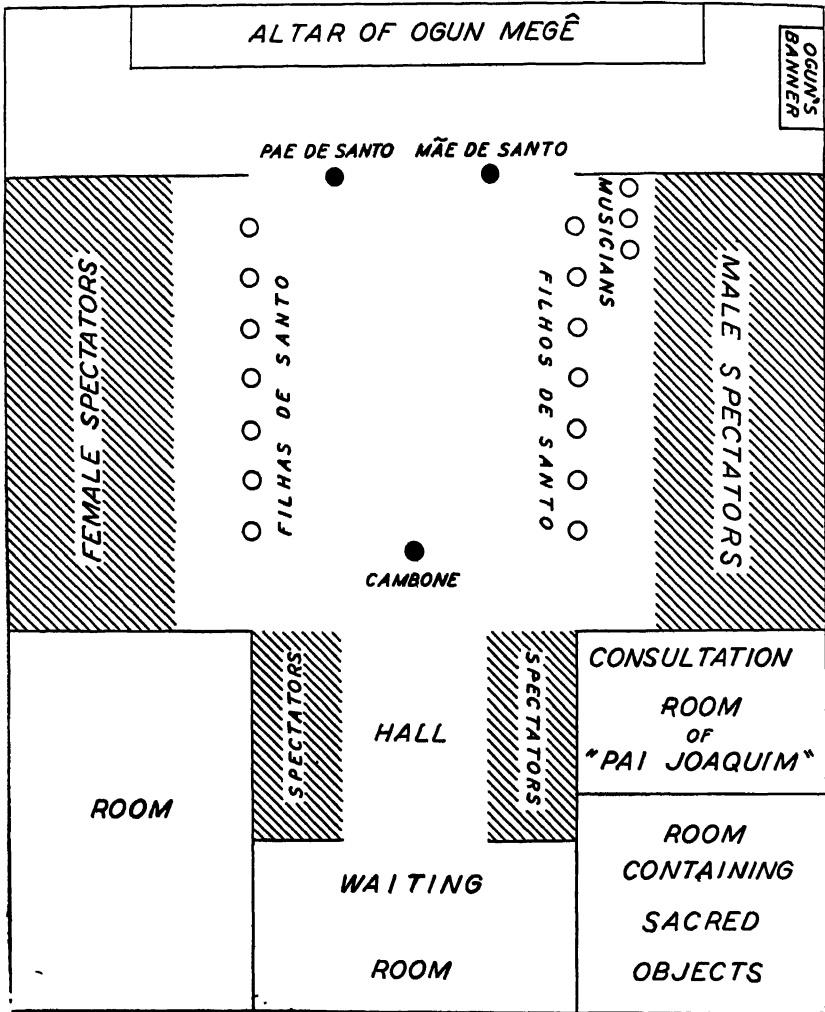 ALTAR OF OGUN MEGÊ
OGUN'S
BANNER
PAE DE SANTO
MÃE DE SANTO
MUSICIANS
FEMALE SPECTATORS
FILHAS DE SANTO
FILHOS DE SANTO
MALE SPECTATORS
CAMBONE
SPECTATORS
HALL
SPECTATORS
CONSULTATION
ROOM
OF
"PAI JOAQUIM"
ROOM
WAITING
ROOM
ROOM
CONTAINING
SACRED
OBJECTS